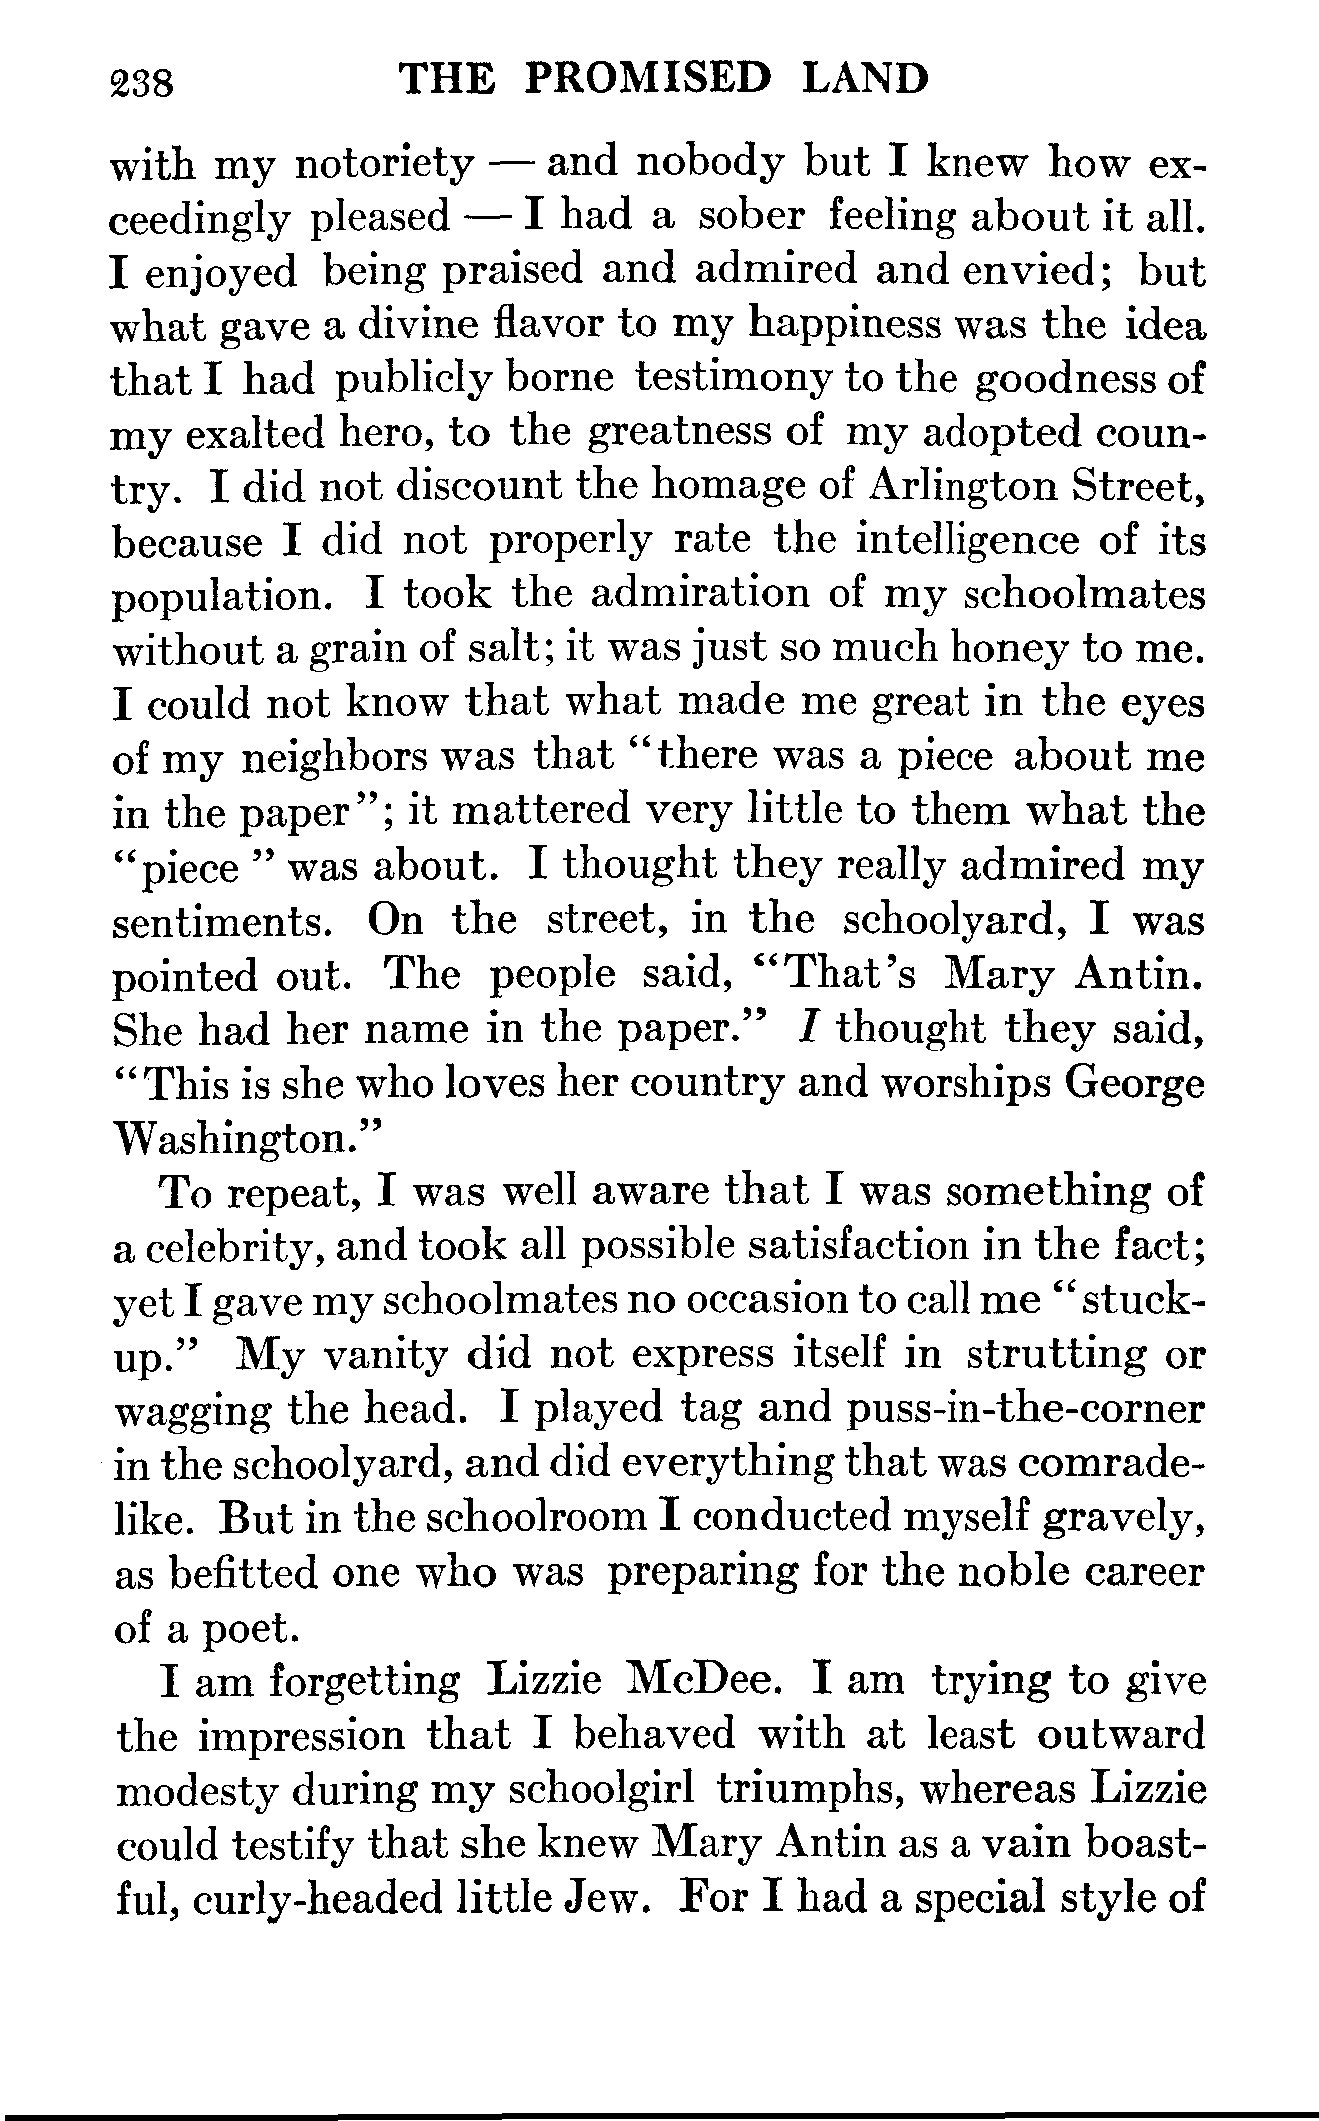 238 THE PROMISED LAND
with my notoriety — and nobody but I knew how ex-
ceedingly pleased — I had a sober feeling about it all.
I enjoyed being praised and admired and envied; but
what gave a divine flavor to my happiness was the idea
that I had publicly borne testimony to the goodness of
my exalted hero, to the greatness of my adopted coun-
try. I did not discount the homage of Arlington Street,
because I did not properly rate the intelligence of its
population. I took the admiration of my schoolmates
without a grain of salt; it was just so much honey to me.
I could not know that what made me great in the eyes
of my neighbors was that "there was a piece about me
in the paper"; it mattered very little to them what the
"piece " was about. I thought they really admired my
sentiments. On the street, in the schoolyard, I was
pointed out. The people said, "That's Mary Antin.
She had her name in the paper." I thought they said,
"This is she who loves her country and worships George
Washington."
To repeat, I was well aware that I was something of
a celebrity, and took all possible satisfaction in the fact;
yet I gave my schoolmates no occasion to call me "stuck-
up." My vanity did not express itself in strutting or
wagging the head. I played tag and puss-in-the-corner
in the schoolyard, and did everything that was comrade-
like. But in the schoolroom I conducted myself gravely,
as befitted one who was preparing for the noble career
of a poet.
I am forgetting Lizzie McDee. I am trying to give
the impression that I behaved with at least outward
modesty during my schoolgirl triumphs, whereas Lizzie
could testify that she knew Mary Antin as a vain boast-
ful, curly-headed little Jew. For I had a special style of